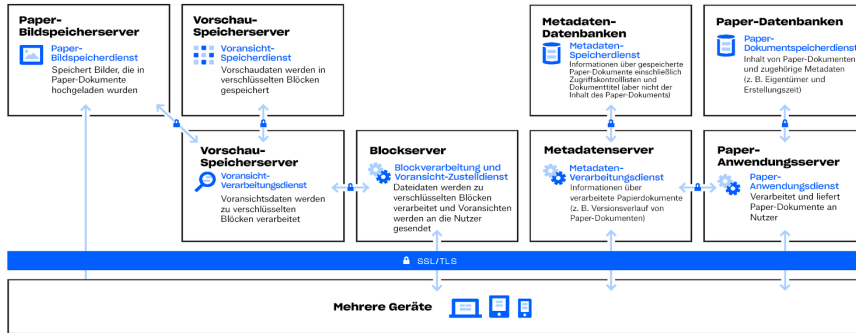 Paper-
Bildspeicherserver
Paper-
Bildspeicherdienst
Speichert Bilder, die in
Paper-Dokumente
hochgeladen wurden
Vorschau-
Speicherserver
Voransicht-
Speicherdienst
Vorschaudaten werden in
verschlüsselten Blöcken
gespeichert
Metadaten-
Datenbanken
Metadaten-
Speicherdienst
Informationen über gespeicherte
Paper-Dokumente einschließlich
Zugriffskontrolllisten und
Dokumenttitel (aber nicht der
Inhalt des Paper-Dokuments)
Paper-Datenbanken
Paper-
Dokumentspeicherdienst
Inhalt von Paper-Dokumenten
und zugehörige Metadaten
(z. B. Eigentümer und
Erstellungszeit)
Vorschau-
Speicherserver
Voransicht-
Verarbeitungsdienst
Voransichtsdaten werden
zu verschlüsselten
Blöcken verarbeitet
Blockserver
Blockverarbeitung und
Voransicht-Zustelldienst
Dateidaten werden zu
verschlüsselten Blöcken
verarbeitet und Voransichten
werden an die Nutzer
gesendet
Metadatenserver
Metadaten-
Verarbeitungsdienst
Informationen über
verarbeitete Papierdokumente
(z. B. Versionsverlauf von
Paper-Dokumenten)
Paper-
Anwendungsserver
Paper-
Anwendungsdienst
Verarbeitet und liefert
Paper-Dokumente an
Nutzer
SSL/TLS
Mehrere Geräte